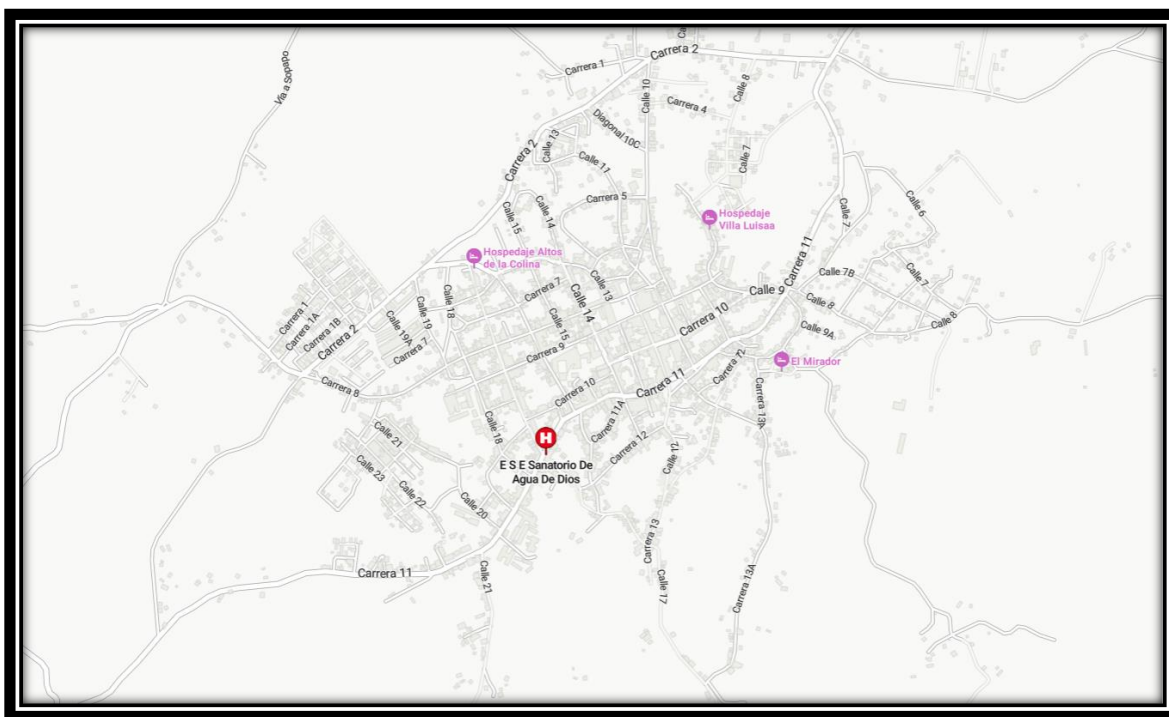 Carrera 2
Carrera 1
Vía a Sopapo
Calle 10
Calle 8
Carrera 4
Diagonal 10C
Calle 13
Calle 11
Calle 7
Carrera 2
Carrera 5
Calle 14
Calle 15
Hospedaje
Villa Luisaa
Calle 6
Calle 7
Hospedaje Altos
de la Colina
Carrera 11
Calle 7B
Calle 7
Calle 13
Carrera 7
Calle 9
Calle 8
Calle 14
Calle 18
Calle 19
Carrera 1
Carrera 1A
Carrera 1B
Carrera 10
Calle 8
Calle 9A
Calle 15
Calle 19A
Carrera 2
Carrera 7
Carrera 9
El Mirador
Carrera 12
Carrera 8
Carrera 10
Carrera 11
Carrera 13A
Carrera 11A
Calle 18
Calle 21
Carrera 12
Calle 12
E S E Sanatorio De
Agua De Dios
Calle 23
Calle 22
Calle 20
Carrera 13
Carrera 11
Calle 21
Calle 17
Carrera 13A